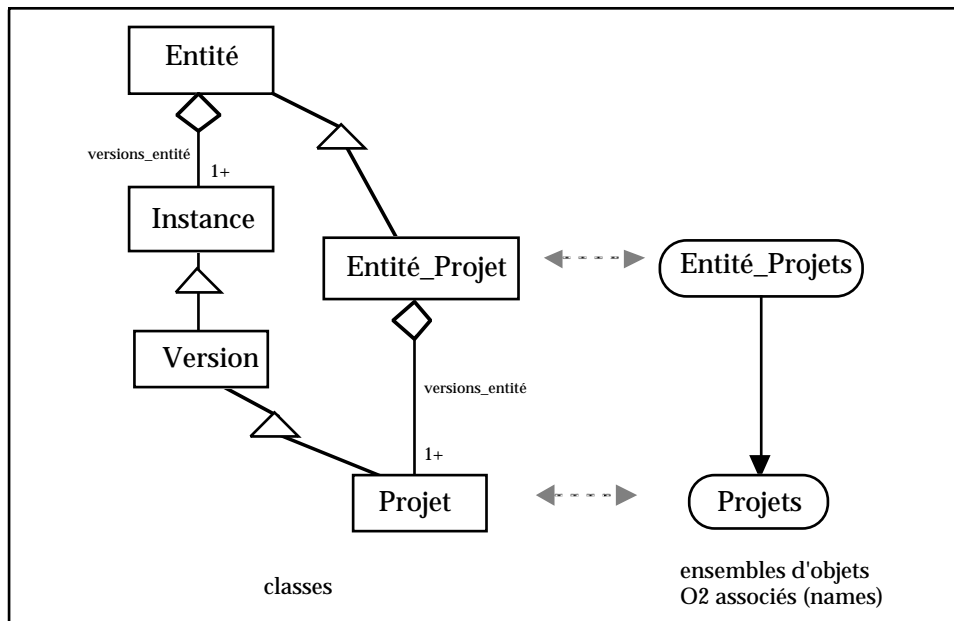 Entité
versions_entité
1+
Instance
Entité_Projet
Entité_Projets
Version
versions_entité
1+
Projet
Projets
classes
ensembles d'objets
O2 associés (names)